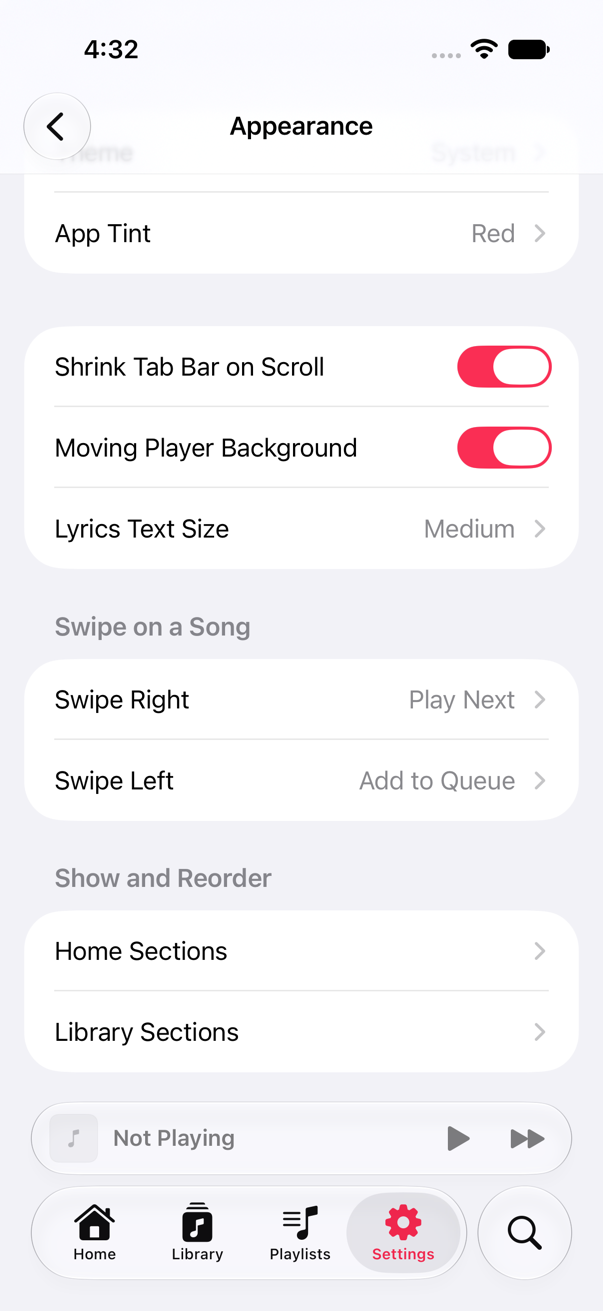 4:32
Appearance
Theme System
App Tint Red
Shrink Tab Bar on Scroll
Moving Player Background
Lyrics Text Size Medium
Swipe on a Song
Swipe Right Play Next
Swipe Left Add to Queue
Show and Reorder
Home Sections
Library Sections
Not Playing
Home Library Playlists Settings